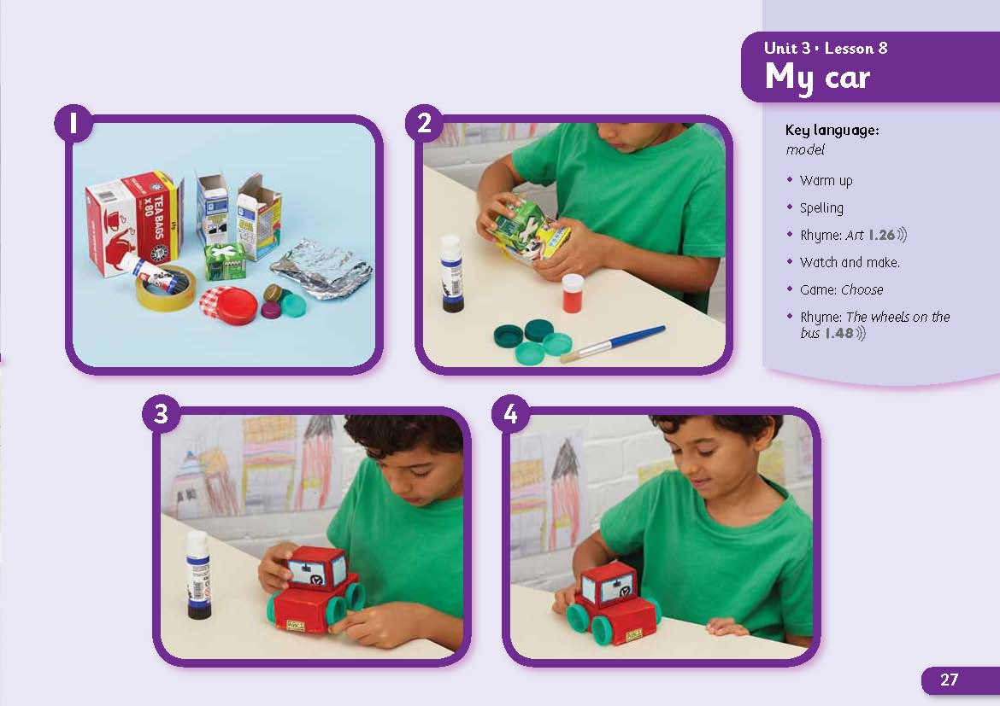 Unit 3 • Lesson 8
My car
Key language:
model
• Warm up
• Spelling
• Rhyme: Art 1.26
• Watch and make.
• Game: Choose
• Rhyme: The wheels on the
bus 1.48
1
TEA BAGS
X 80
2
3
4
27